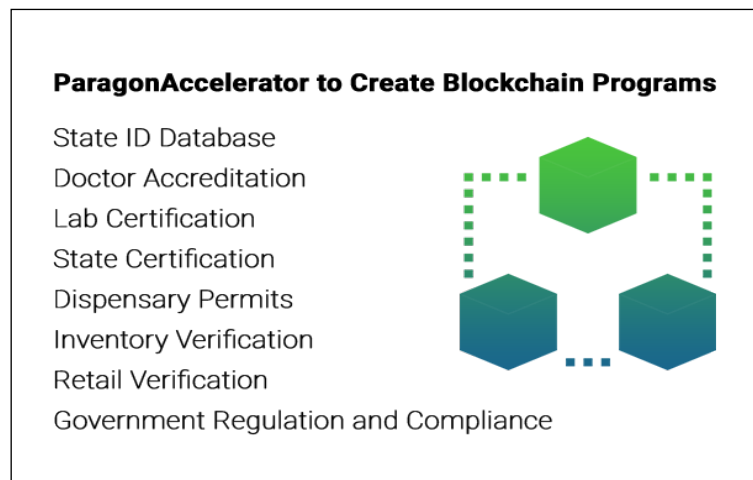 ParagonAccelerator to Create Blockchain Programs
State ID Database
Doctor Accreditation
Lab Certification
State Certification
Dispensary Permits
Inventory Verification
Retail Verification
Government Regulation and Compliance